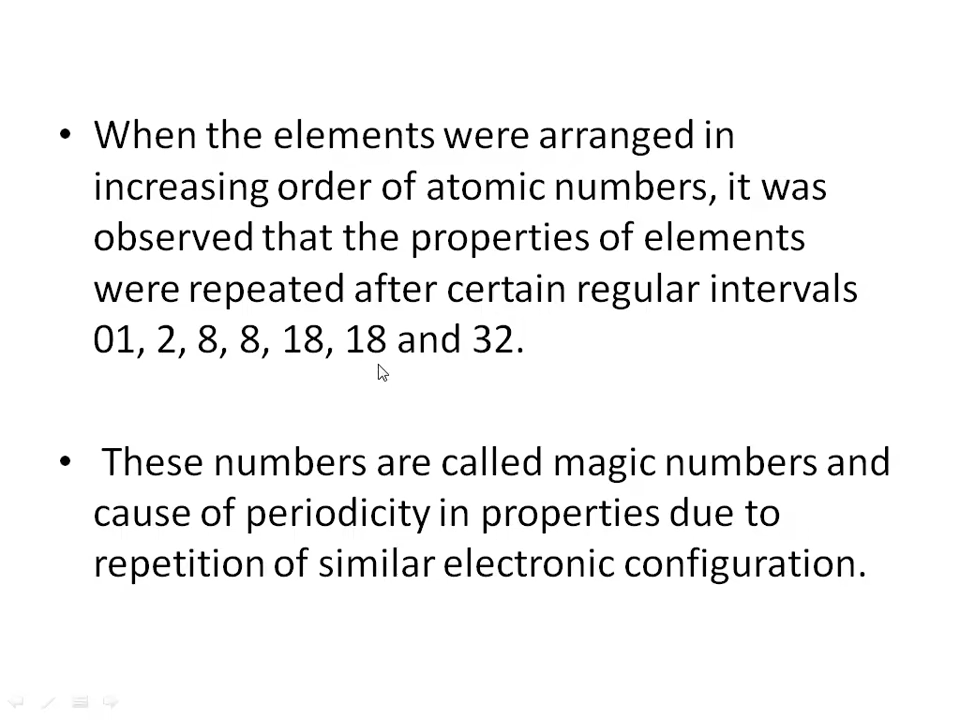 • When the elements were arranged in
increasing order of atomic numbers, it was
observed that the properties of elements
were repeated after certain regular intervals
01, 2, 8, 8, 18, 18 and 32.
• These numbers are called magic numbers and
cause of periodicity in properties due to
repetition of similar electronic configuration.